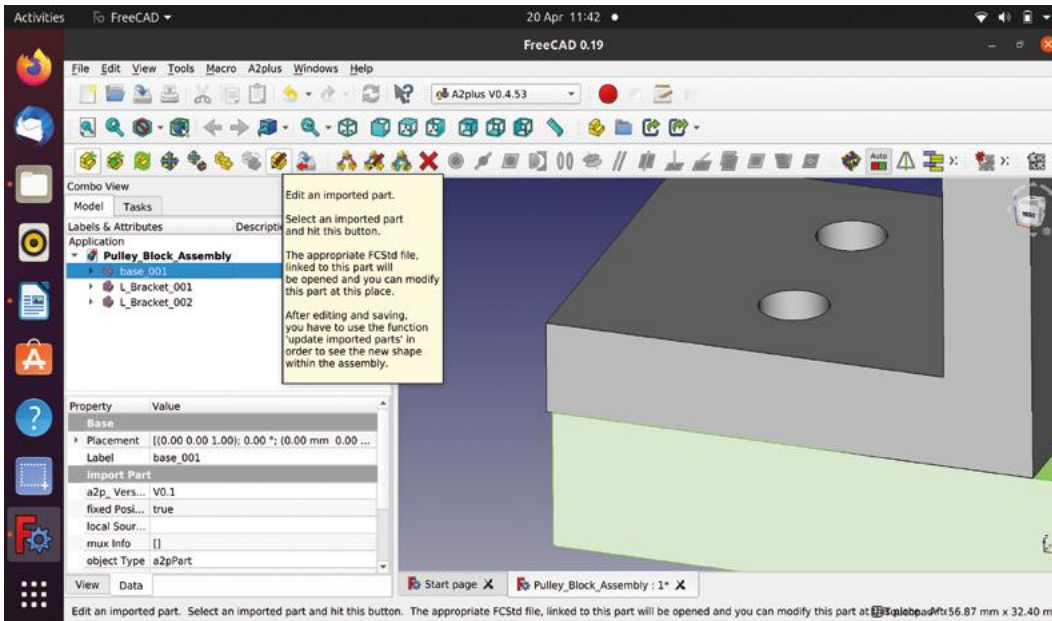 Activities
FreeCAD
20 Apr 11:42
FreeCAD 0.19
File Edit View Tools Macro A2plus Windows Help
A2plus V0.4.53
Auto
Combo View
Model Tasks
Labels & Attributes
Application
Pulley_Block_Assembly
base_001
L_Bracket_001
L_Bracket_002
Edit an imported part.
Select an imported part
and hit this button.
The appropriate FCStd file,
linked to this part will
be opened and you can modify
this part at this place.
After editing and saving,
you have to use the function
'update imported parts' in
order to see the new shape
within the assembly.
Property Value
Base
Placement [(0.00 0.00 1.00); 0.00 °; (0.00 mm 0.00 ...
Label base_001
Import Part
a2p_ Vers... V0.1
fixed Posi... true
local Sour...
mux Info []
object Type a2pPart
View Data
Start page
Pulley_Block_Assembly : 1*
Edit an imported part. Select an imported part and hit this button. The appropriate FCStd file, linked to this part will be opened and you can modify this part at 56.87 mm x 32.40 m